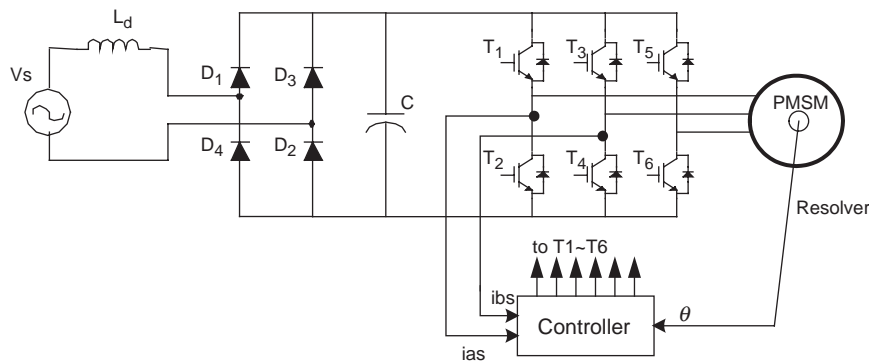 Ld
Vs
D1
D3
D4
D2
C
T1
T3
T5
T2
T4
T6
PMSM
Resolver
to T1~T6
ibs
ias
Controller
θ